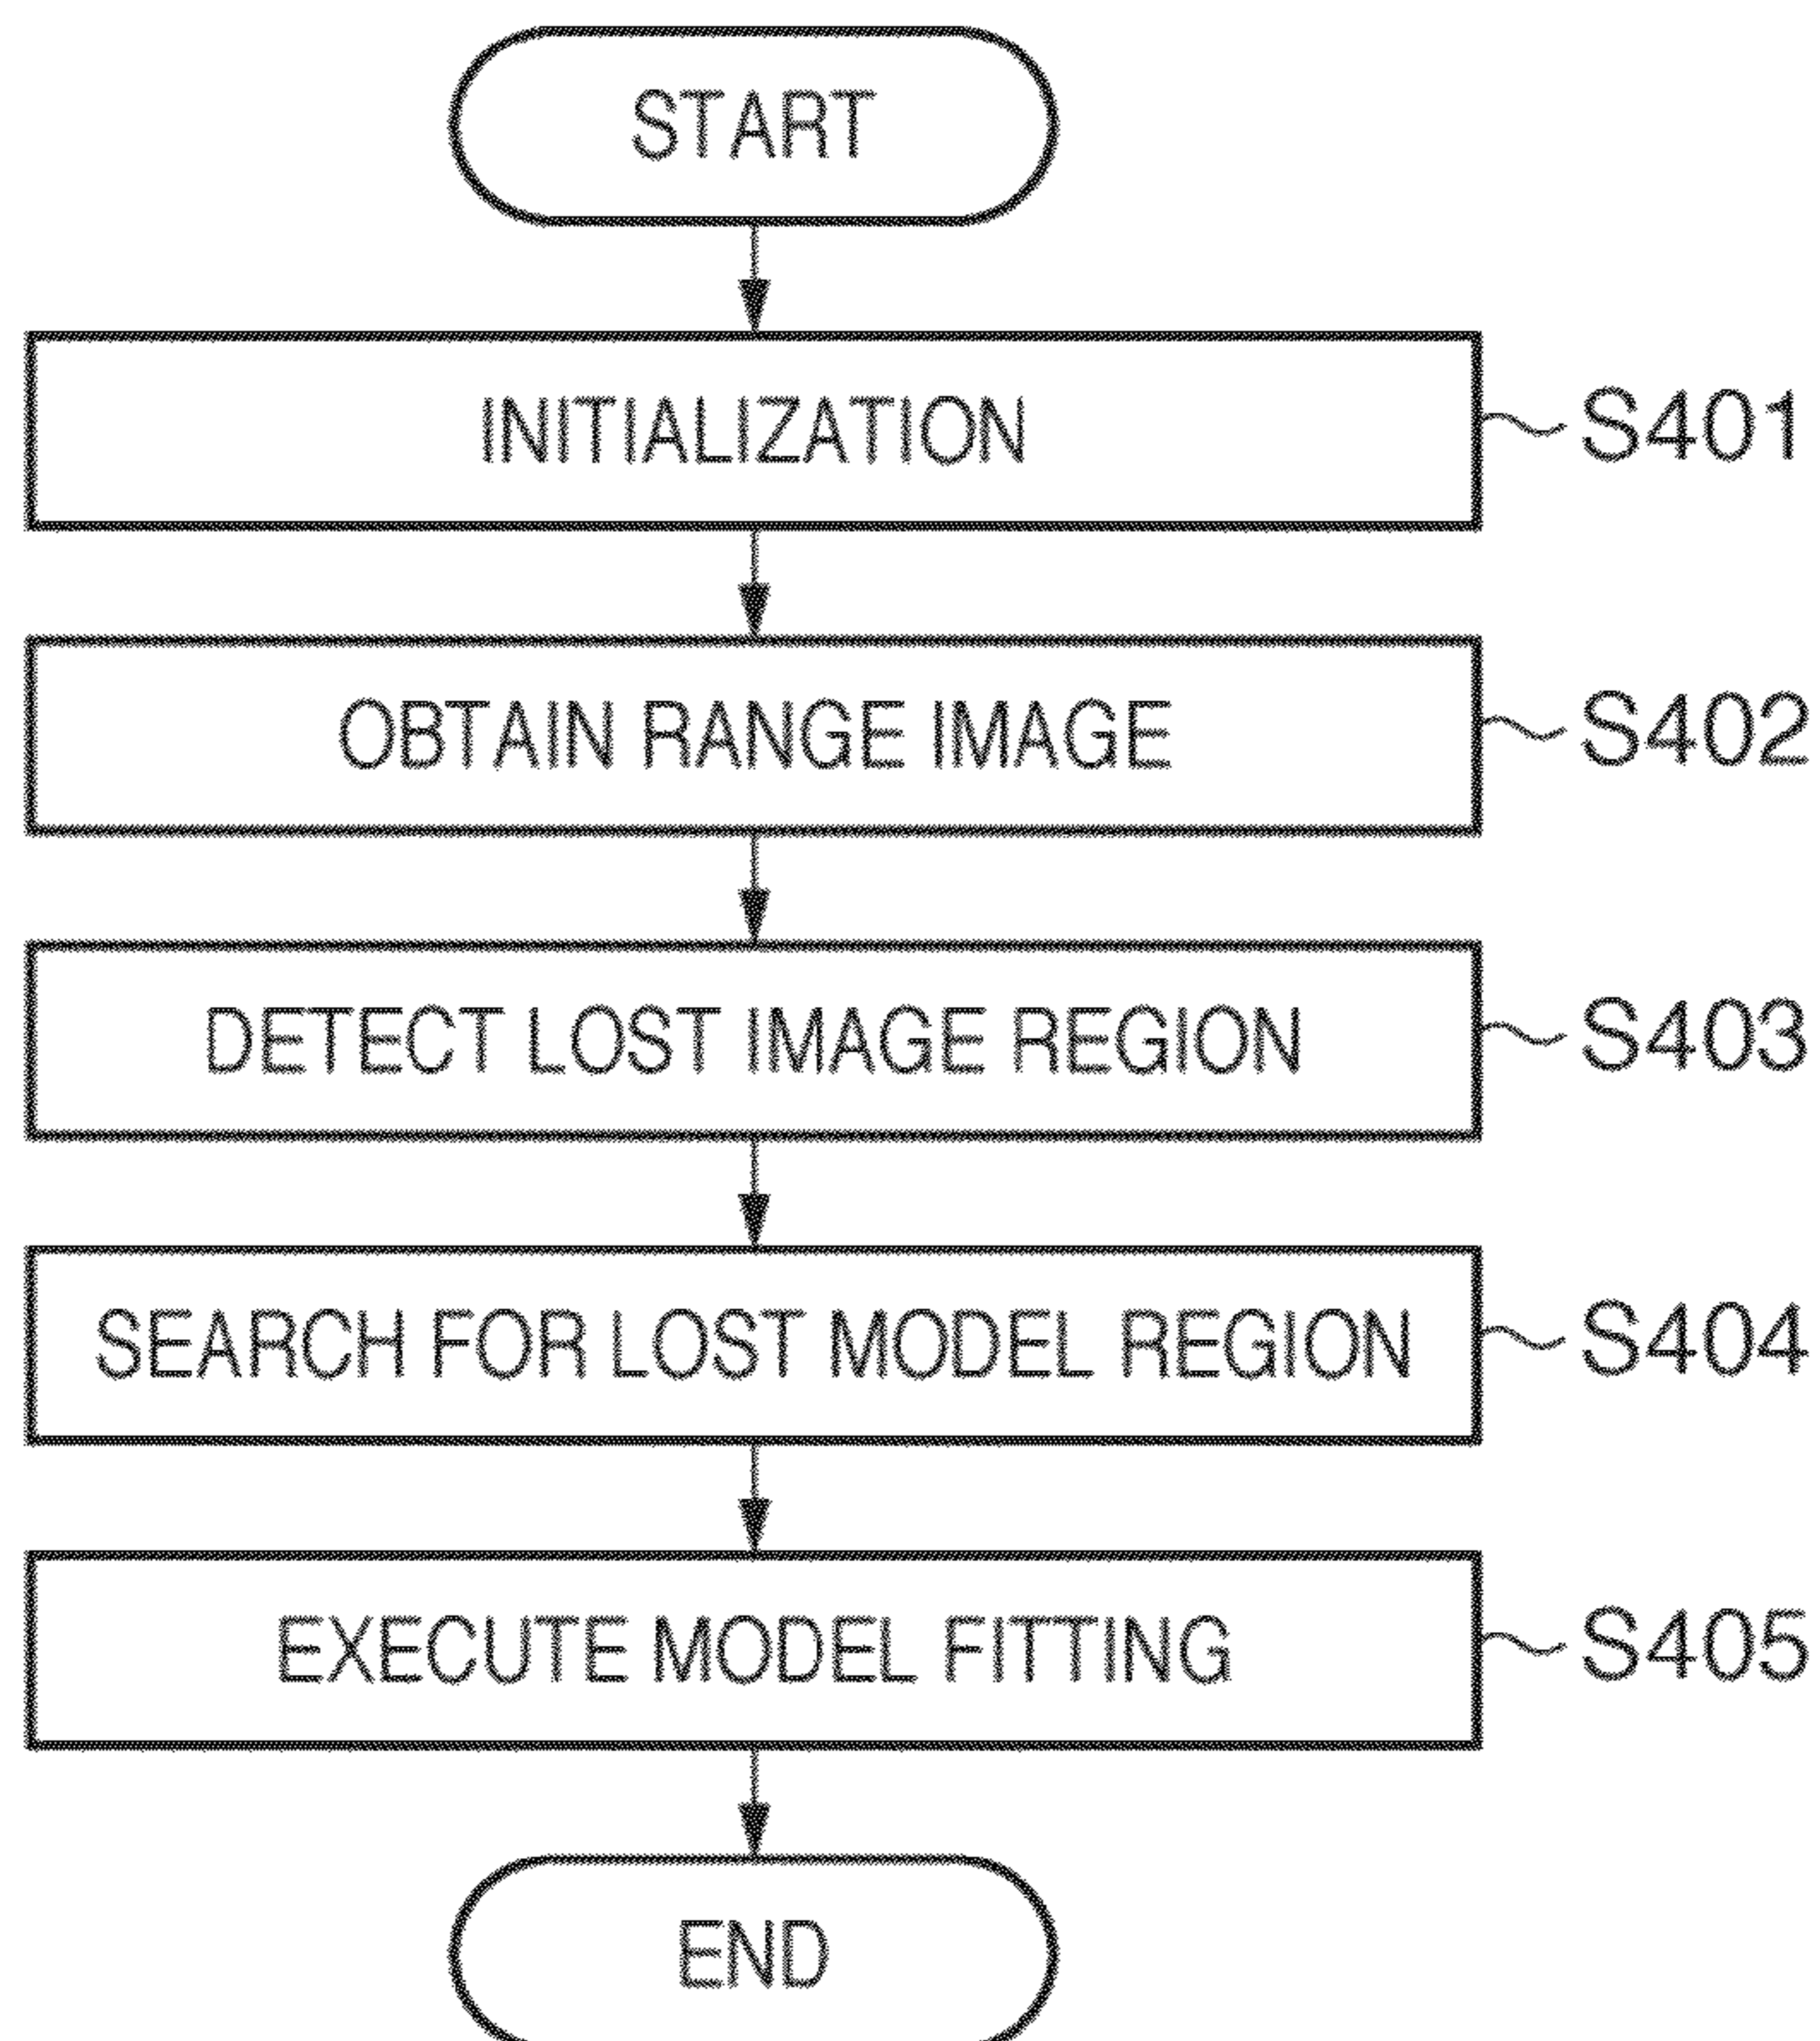 START
INITIALIZATION
S401
OBTAIN RANGE IMAGE
S402
DETECT LOST IMAGE REGION
S403
SEARCH FOR LOST MODEL REGION
S404
EXECUTE MODEL FITTING
S405
END